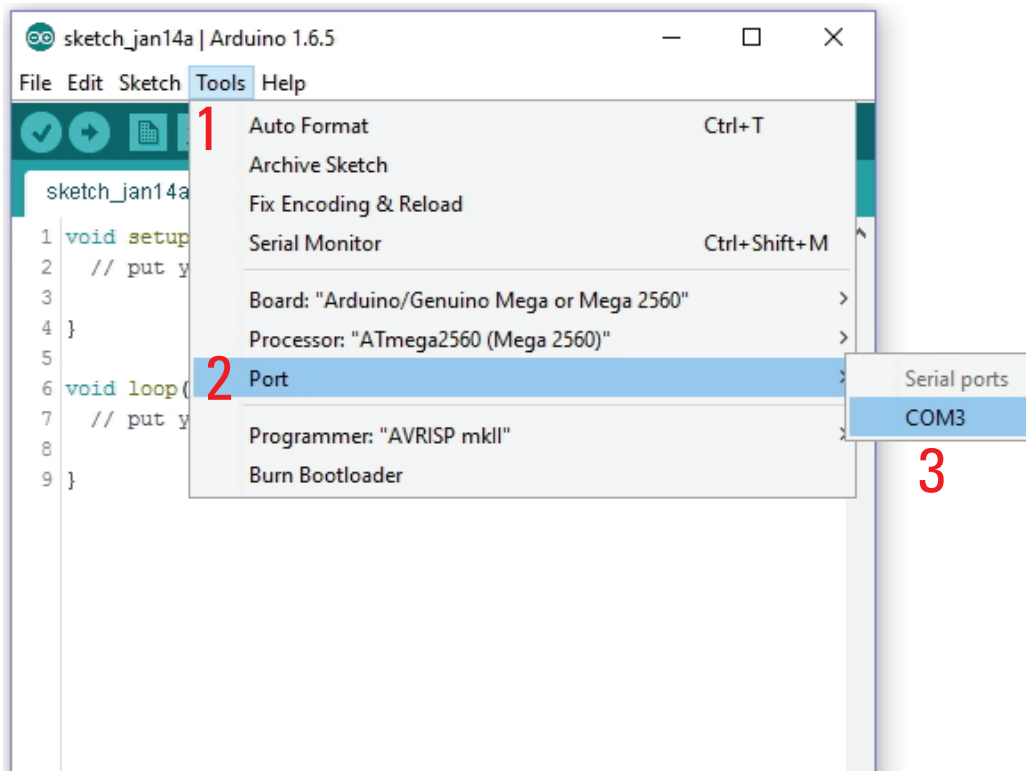 sketch_jan14a | Arduino 1.6.5
File Edit Sketch Tools Help
1
Auto Format Ctrl+T
Archive Sketch
Fix Encoding & Reload
Serial Monitor Ctrl+Shift+M
Board: "Arduino/Genuino Mega or Mega 2560"
Processor: "ATmega2560 (Mega 2560)"
2 Port
Serial ports
COM3
3
Programmer: "AVRISP mkII"
Burn Bootloader
sketch_jan14a
1 void setup
2 // put y
3
4 }
5
6 void loop(
7 // put y
8
9 }